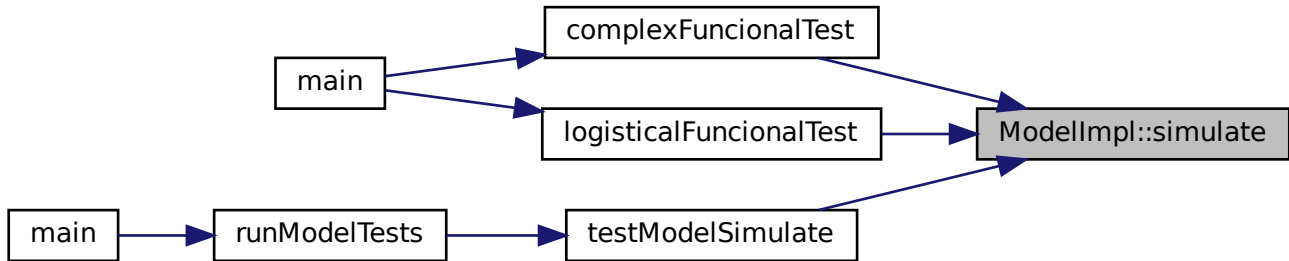 complexFuncionalTest
main
logisticalFuncionalTest
ModelImpl::simulate
main
runModelTests
testModelSimulate